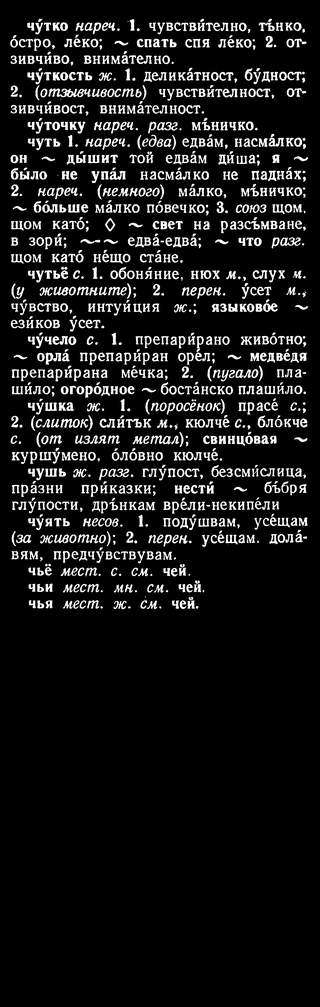 чу́тко нареч. 1. чувстви́телно, тъ́нко,
о́стро, ле́ко; ~ спать спя ле́ко; 2. от-
зивчи́во, внима́телно.
чу́ткость ж. 1. делика́тност, бу́дност;
2. (отзывчивость) чувстви́телност, от-
зивчи́вост, внима́телност.
чу́точку нареч. разг. мъ́ничко.
чуть 1. нареч. (едва) едва́м, насма́лко;
он ~ ды́шит той едва́м ди́ша; я ~
бы́ло не упа́л насма́лко не падна́х;
2. нареч. (немного) ма́лко, мъ́ничко;
~ бо́льше ма́лко по́вечко; 3. союз щом,
щом като́; ◊ ~ свет на разсъ́мване,
в зори́; ~-~ едва́-едва́; ~ что разг.
щом като́ не́що ста́не.
чутьё с. 1. обоня́ние, нюх м., слух м.
(у животните); 2. перен. у́сет м.,
чу́вство, интуи́ция ж.; языково́е ~
ези́ков у́сет.
чу́чело с. 1. препари́рано живо́тно;
~ орла́ препари́ран оре́л; ~ медве́дя
препари́рана ме́чка; 2. (пугало) пла-
ши́ло; огоро́дное ~ боста́нско плаши́ло.
чу́шка ж. 1. (поросёнок) прасе́ с.;
2. (слиток) сли́тък м., кюлче́ с., бло́кче
с. (от излят метал); свинцо́вая ~
куршу́мено, о́ловно кюлче́.
чушь ж. разг. глу́пост, безсми́слица,
пра́зни при́казки; нести́ ~ бъ́бря
глу́пости, дръ́нкам вре́ли-некипе́ли
чу́ять несов. 1. поду́швам, усе́щам
(за животно); 2. перен. усе́щам. дола́-
вям, предчу́вствувам.
чьё мест. с. см. чей.
чьи мест. мн. см. чей.
чья мест. ж. см. чей.